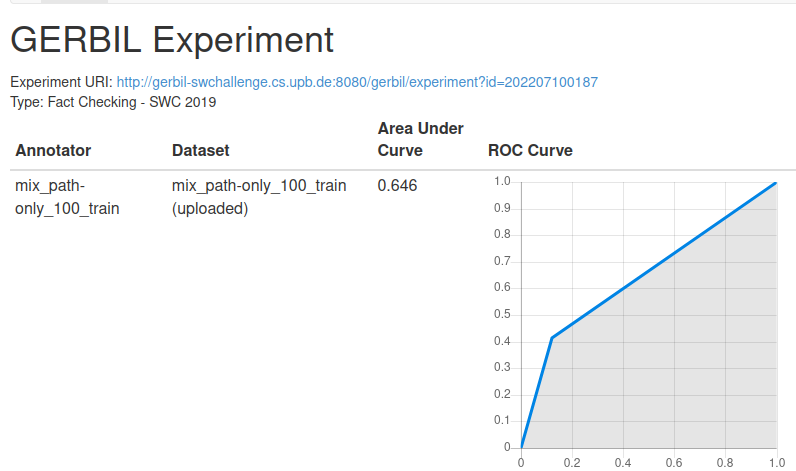 GERBIL Experiment
Experiment URI: http://gerbil-swchallenge.cs.upb.de:8080/gerbil/experiment?id=202207100187
Type: Fact Checking - SWC 2019
Annotator Dataset Area Under Curve ROC Curve
mix_path-only_100_train mix_path-only_100_train (uploaded) 0.646
1.0
0.9
0.8
0.7
0.6
0.5
0.4
0.3
0.2
0.1
0
0 0.2 0.4 0.6 0.8 1.0